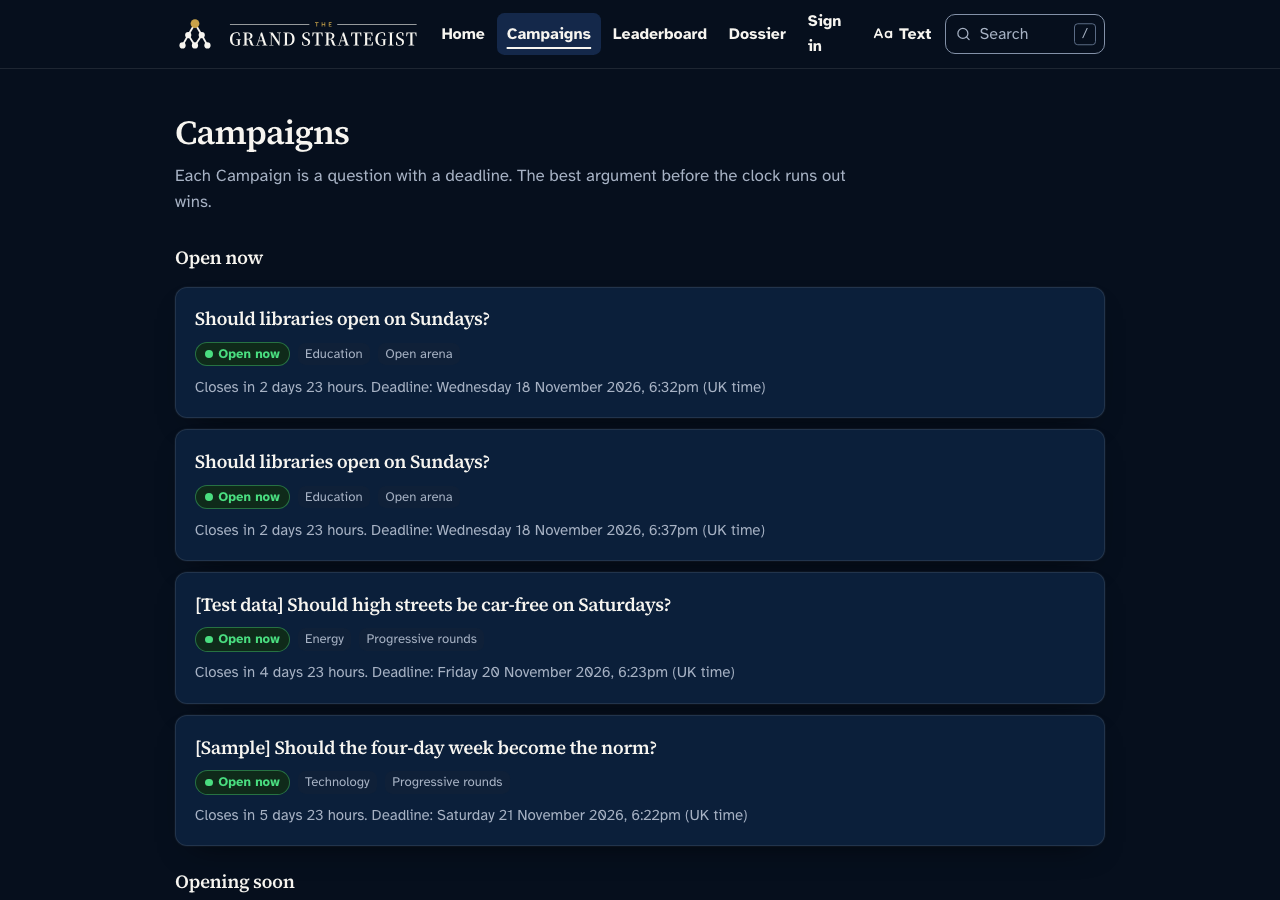 THE
GRAND STRATEGIST
Home
Campaigns
Leaderboard
Dossier
Sign
in
Aa Text
Search
/
Campaigns
Each Campaign is a question with a deadline. The best argument before the clock runs out
wins.
Open now
Should libraries open on Sundays?
Open now Education Open arena
Closes in 2 days 23 hours. Deadline: Wednesday 18 November 2026, 6:32pm (UK time)
Should libraries open on Sundays?
Open now Education Open arena
Closes in 2 days 23 hours. Deadline: Wednesday 18 November 2026, 6:37pm (UK time)
[Test data] Should high streets be car-free on Saturdays?
Open now Energy Progressive rounds
Closes in 4 days 23 hours. Deadline: Friday 20 November 2026, 6:23pm (UK time)
[Sample] Should the four-day week become the norm?
Open now Technology Progressive rounds
Closes in 5 days 23 hours. Deadline: Saturday 21 November 2026, 6:22pm (UK time)
Opening soon